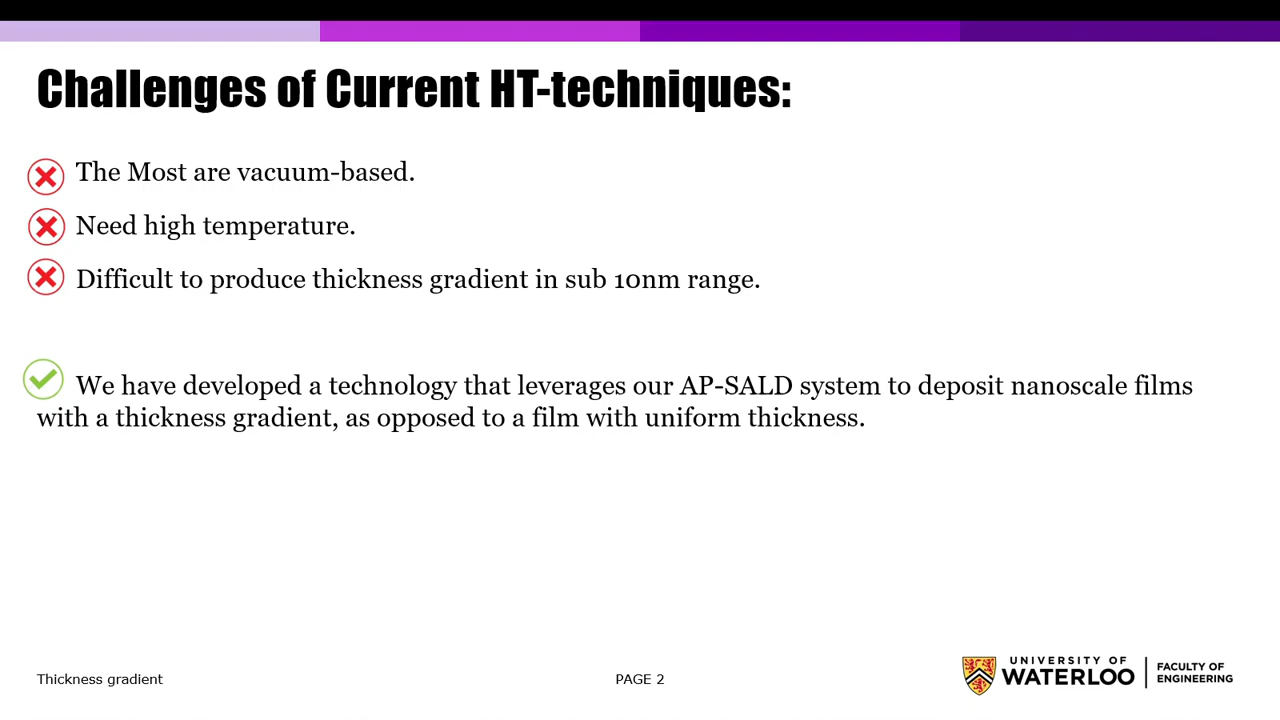 Challenges of Current HT-techniques:
The Most are vacuum-based.
Need high temperature.
Difficult to produce thickness gradient in sub 10nm range.
We have developed a technology that leverages our AP-SALD system to deposit nanoscale films
with a thickness gradient, as opposed to a film with uniform thickness.
Thickness gradient
PAGE 2
UNIVERSITY OF
WATERLOO
FACULTY OF
ENGINEERING